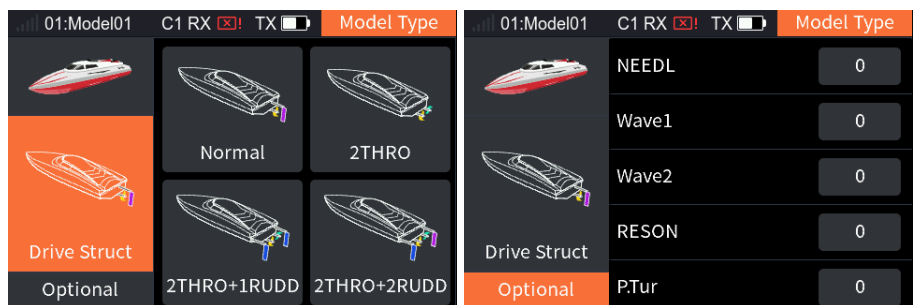 01:Model01 C1 RX ! TX Model Type
Normal 2THRO
Drive Struct
2THRO+1RUDD 2THRO+2RUDD
Optional
01:Model01 C1 RX ! TX Model Type
NEEDL 0
Wave1 0
Wave2 0
RESON 0
Drive Struct
P.Tur 0
Optional